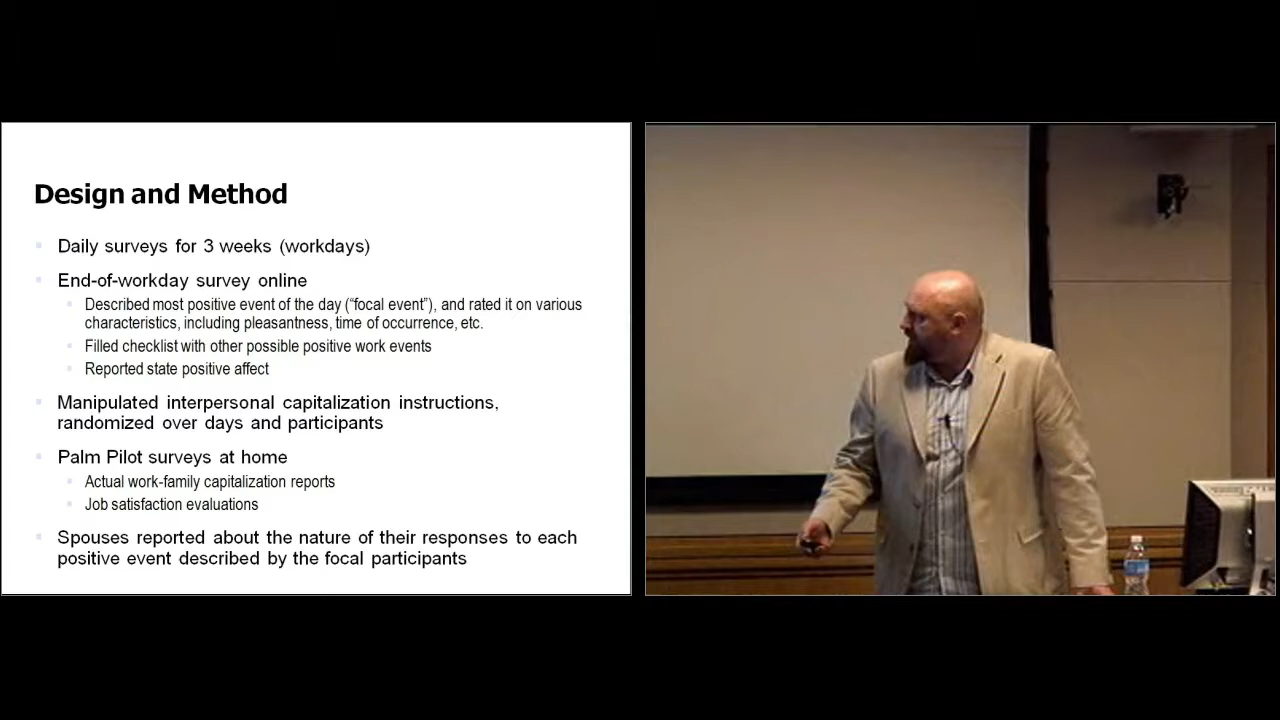 Design and Method
Daily surveys for 3 weeks (workdays)
End-of-workday survey online
Described most positive event of the day (“focal event”), and rated it on various
characteristics, including pleasantness, time of occurrence, etc.
Filled checklist with other possible positive work events
Reported state positive affect
Manipulated interpersonal capitalization instructions,
randomized over days and participants
Palm Pilot surveys at home
Actual work-family capitalization reports
Job satisfaction evaluations
Spouses reported about the nature of their responses to each
positive event described by the focal participants